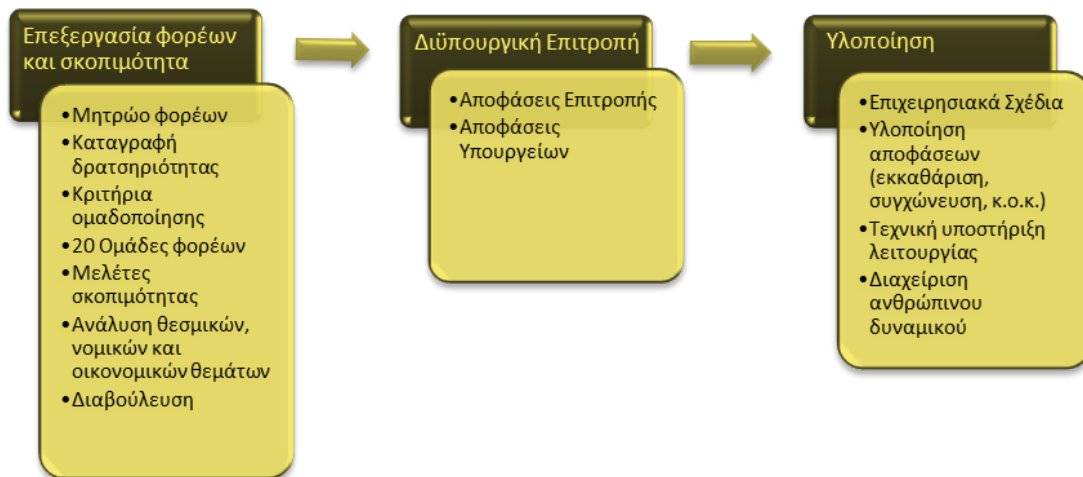 Επεξεργασία φορέων
και σκοπιμότητα
•Μητρώο φορέων
•Καταγραφή
δρατσηριότητας
•Κριτήρια
ομαδοποίησης
•20 Ομάδες φορέων
•Μελέτες
σκοπιμότητας
•Ανάλυση θεσμικών,
νομικών και
οικονομικών θεμάτων
•Διαβούλευση
Διϋπουργική Επιτροπή
•Αποφάσεις Επιτροπής
•Αποφάσεις
Υπουργείων
Υλοποίηση
•Επιχειρησιακά Σχέδια
•Υλοποίηση
αποφάσεων
(εκκαθάριση,
συγχώνευση, κ.ο.κ.)
•Τεχνική υποστήριξη
λειτουργίας
•Διαχείριση
ανθρώπινου
δυναμικού